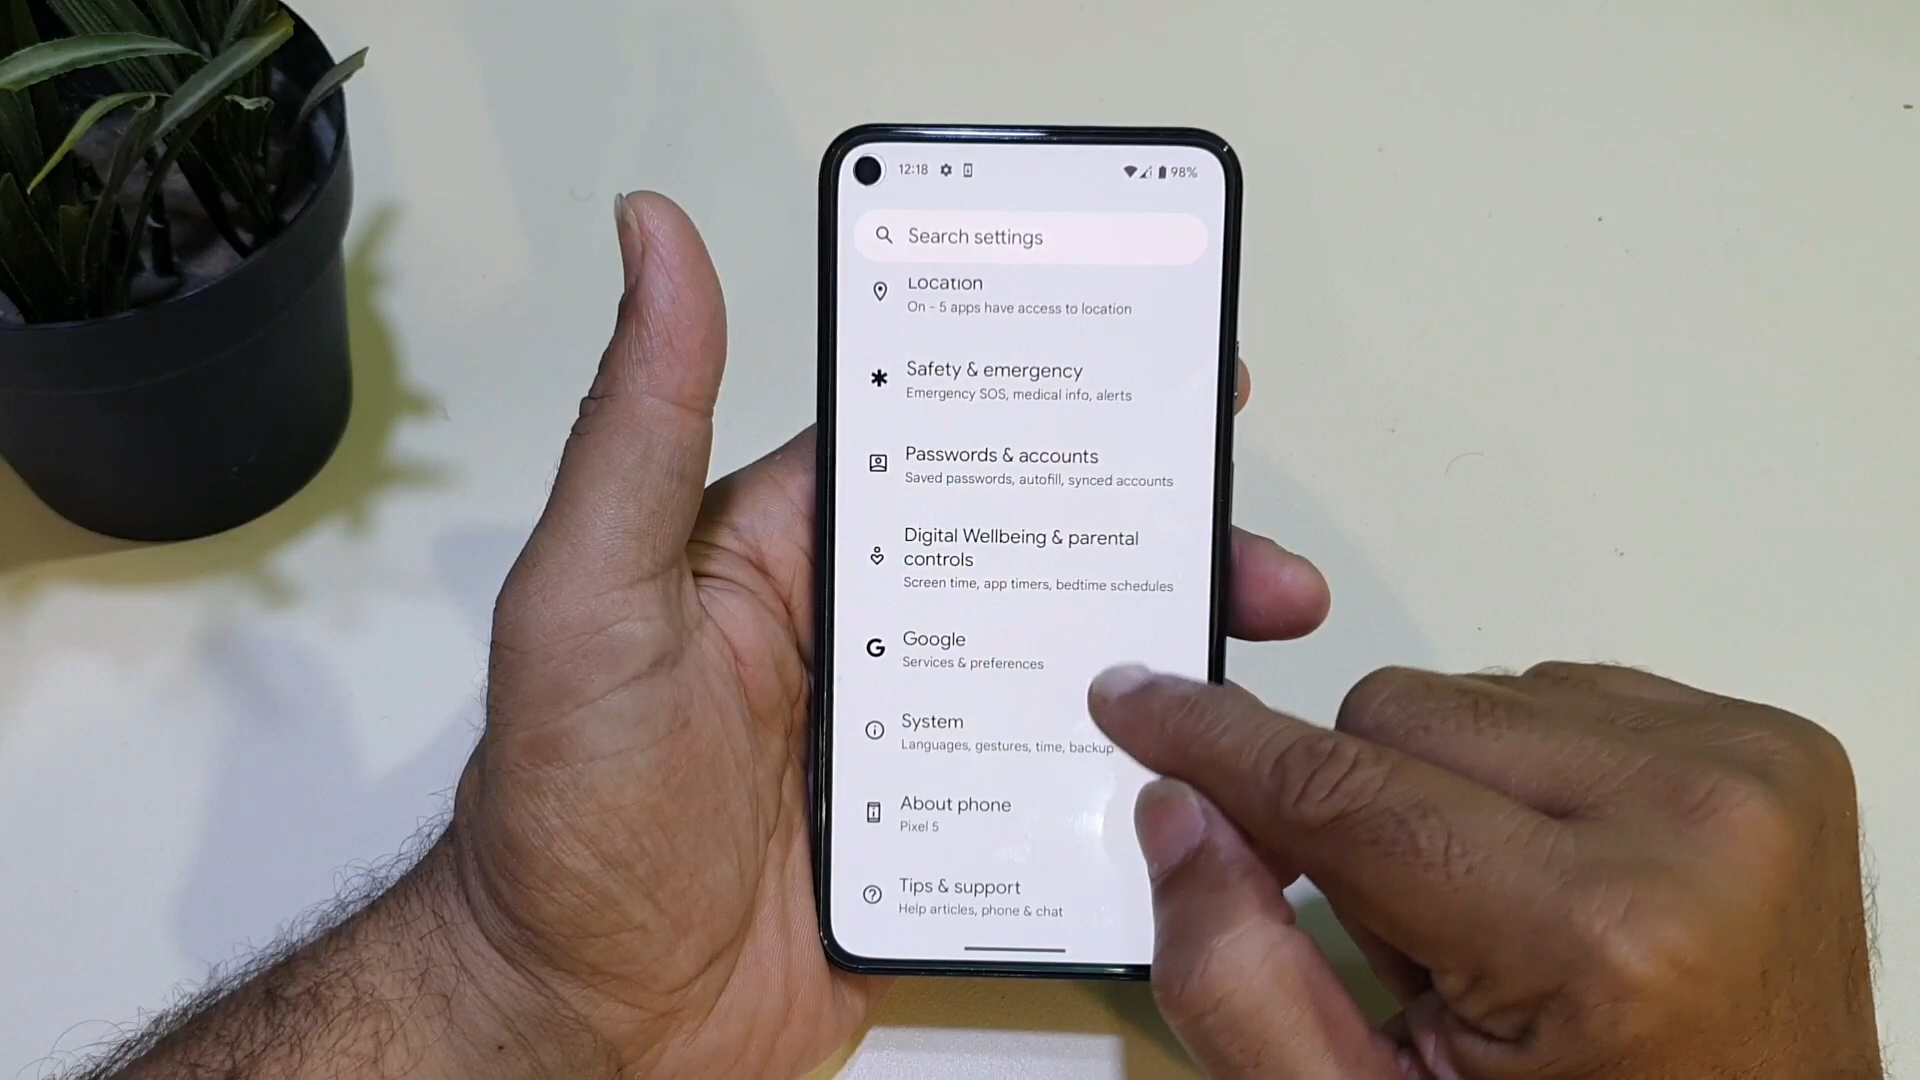 12:18 98%
Search settings
Location
On - 5 apps have access to location
Safety & emergency
Emergency SOS, medical info, alerts
Passwords & accounts
Saved passwords, autofill, synced accounts
Digital Wellbeing & parental
controls
Screen time, app timers, bedtime schedules
G Google
Services & preferences
System
Languages, gestures, time, backup
About phone
Pixel 5
Tips & support
Help articles, phone & chat